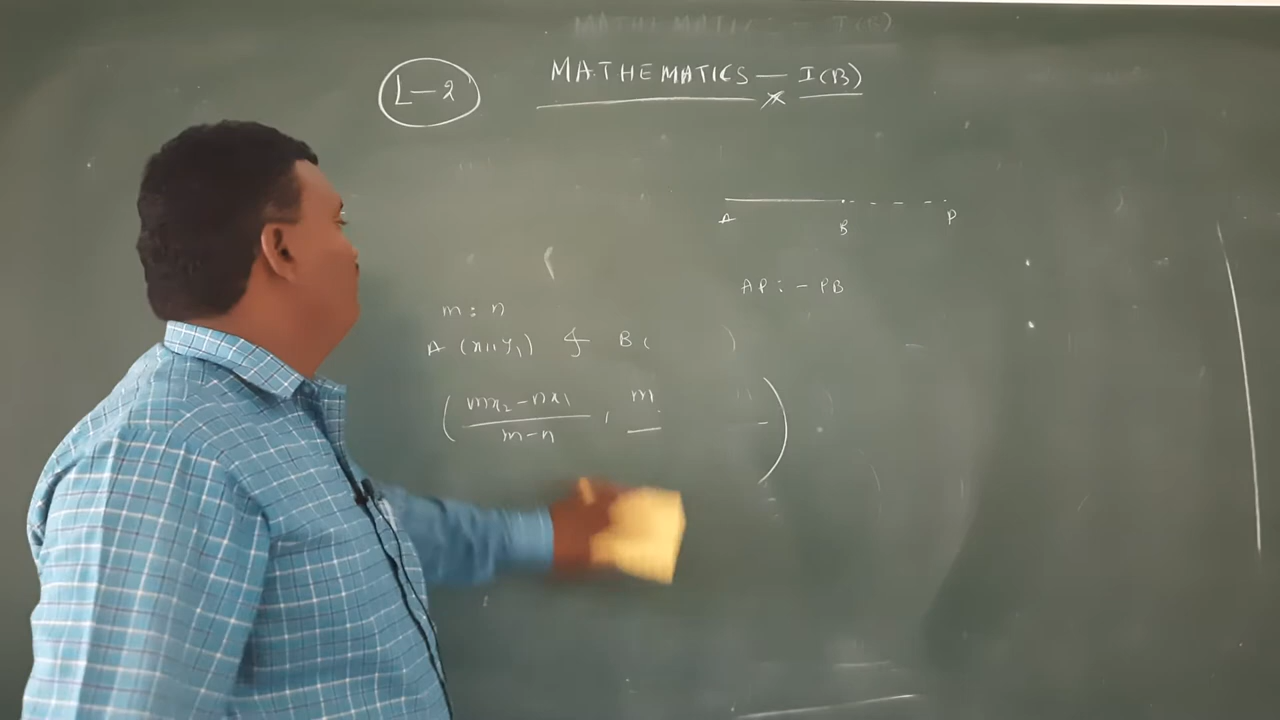 L-2
MATHEMATICS — I(B)
A B P
AP : - PB
m : n
A (x1, y1) & B( )
( mx₂-nx₁ / m-n , m - )